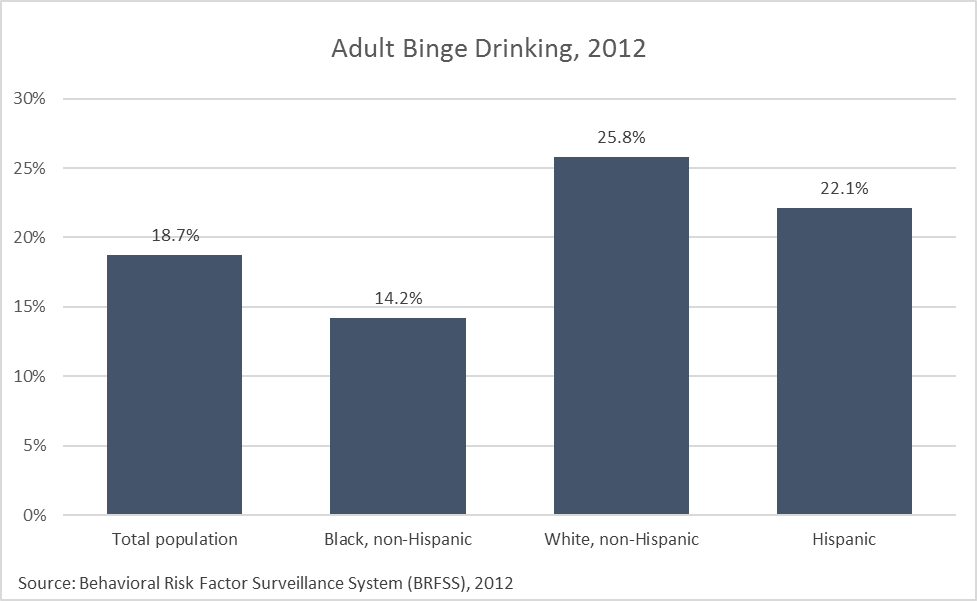 Adult Binge Drinking, 2012
30%
25%
20%
15%
10%
5%
0%
18.7%
14.2%
25.8%
22.1%
Total population
Black, non-Hispanic
White, non-Hispanic
Hispanic
Source: Behavioral Risk Factor Surveillance System (BRFSS), 2012